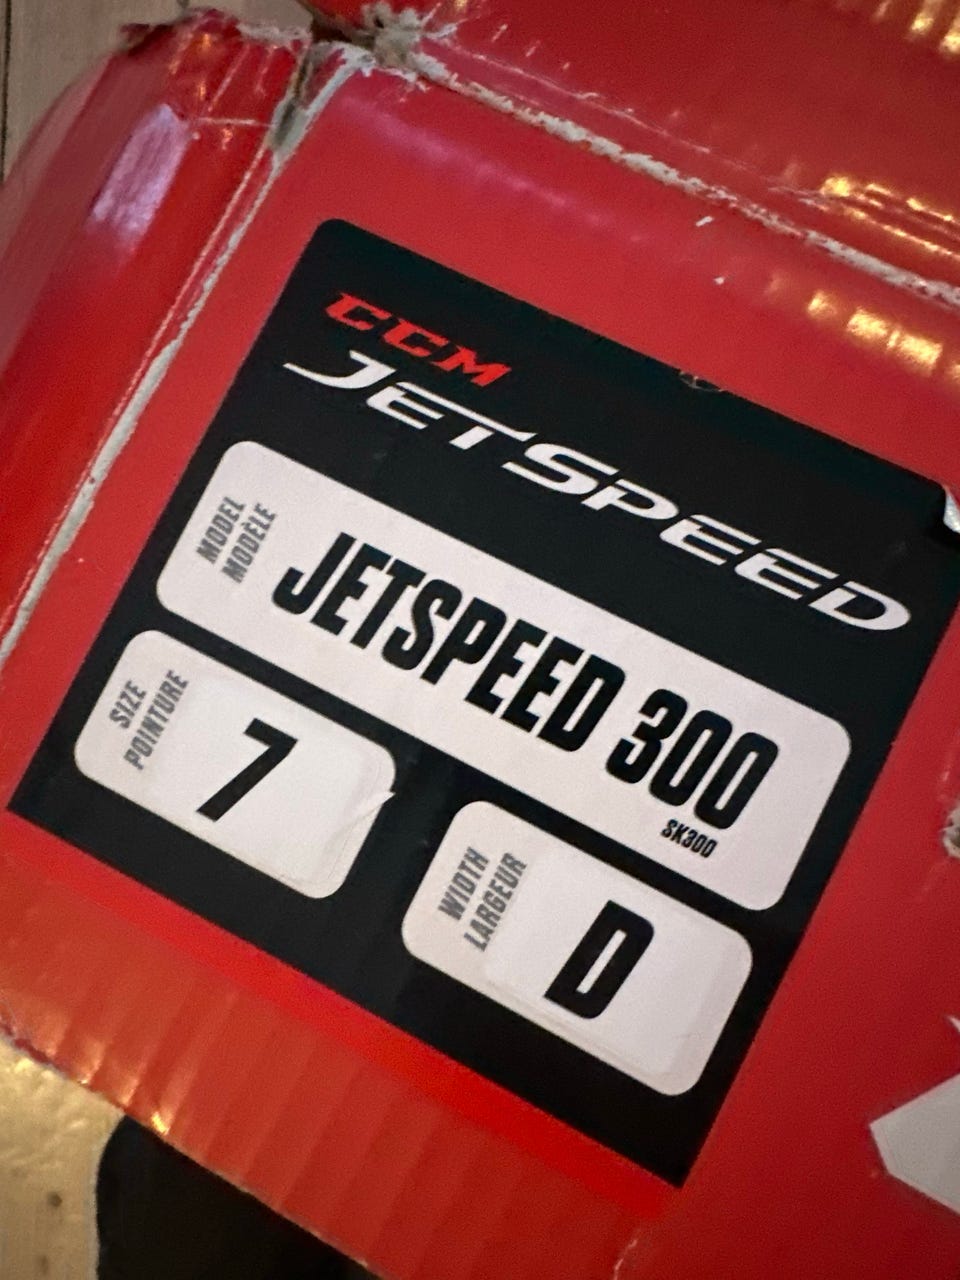 CCM
JETSPEED
MODEL
MODÈLE
JETSPEED 300
SK300
SIZE
POINTURE
7
WIDTH
LARGEUR
D